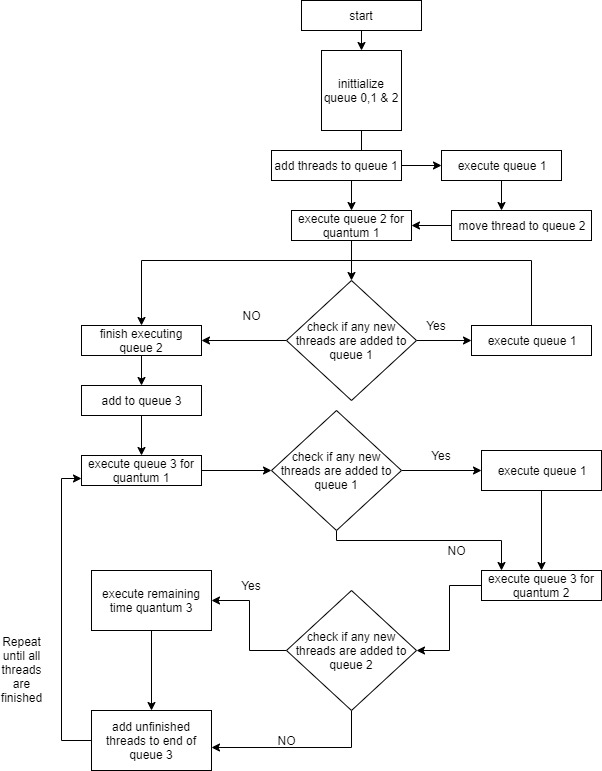 start
inittialize
queue 0,1 & 2
add threads to queue 1
execute queue 1
execute queue 2 for
quantum 1
move thread to queue 2
NO
Yes
check if any new
threads are added to
queue 1
finish executing
queue 2
execute queue 1
add to queue 3
execute queue 3 for
quantum 1
check if any new
threads are added to
queue 1
Yes
execute queue 1
NO
execute queue 3 for
quantum 2
Yes
execute remaining
time quantum 3
check if any new
threads are added to
queue 2
Repeat
until all
threads
are
finished
add unfinished
threads to end of
queue 3
NO